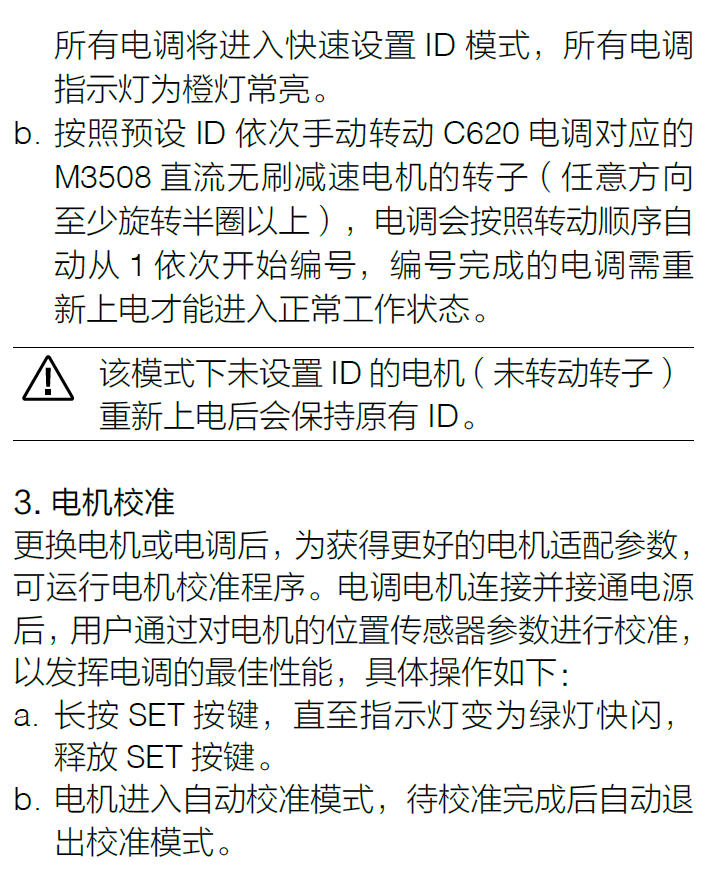 所有电调将进入快速设置 ID 模式，所有电调
指示灯为橙灯常亮。
b. 按照预设 ID 依次手动转动 C620 电调对应的
M3508 直流无刷减速电机的转子（任意方向
至少旋转半圈以上），电调会按照转动顺序自
动从 1 依次开始编号，编号完成的电调需重
新上电才能进入正常工作状态。
该模式下未设置 ID 的电机（未转动转子）
重新上电后会保持原有 ID。
3. 电机校准
更换电机或电调后，为获得更好的电机适配参数，
可运行电机校准程序。电调电机连接并接通电源
后，用户通过对电机的位置传感器参数进行校准，
以发挥电调的最佳性能，具体操作如下：
a. 长按 SET 按键，直至指示灯变为绿灯快闪，
释放 SET 按键。
b. 电机进入自动校准模式，待校准完成后自动退
出校准模式。